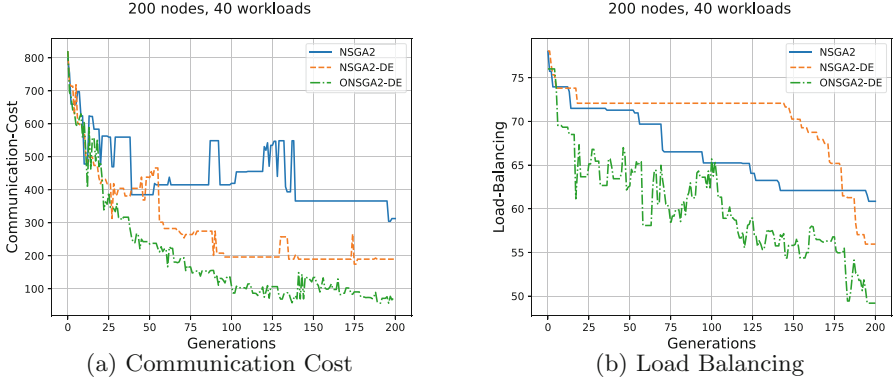 200 nodes, 40 workloads
NSGA2
NSGA2-DE
ONSGA2-DE
800
700
600
500
400
300
200
100
Communication-Cost
0
25
50
75
100
125
150
175
200
Generations
(a) Communication Cost
200 nodes, 40 workloads
NSGA2
NSGA2-DE
ONSGA2-DE
75
70
65
60
55
50
Load-Balancing
0
25
50
75
100
125
150
175
200
Generations
(b) Load Balancing